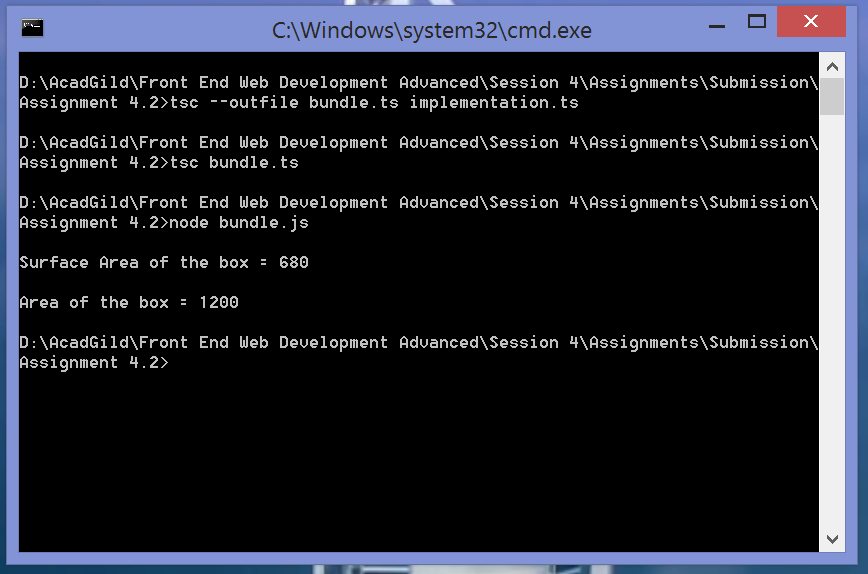 C:\Windows\system32\cmd.exe
D:\AcadGild\Front End Web Development Advanced\Session 4\Assignments\Submission\
Assignment 4.2>tsc --outfile bundle.ts implementation.ts
D:\AcadGild\Front End Web Development Advanced\Session 4\Assignments\Submission\
Assignment 4.2>tsc bundle.ts
D:\AcadGild\Front End Web Development Advanced\Session 4\Assignments\Submission\
Assignment 4.2>node bundle.js
Surface Area of the box = 680
Area of the box = 1200
D:\AcadGild\Front End Web Development Advanced\Session 4\Assignments\Submission\
Assignment 4.2>